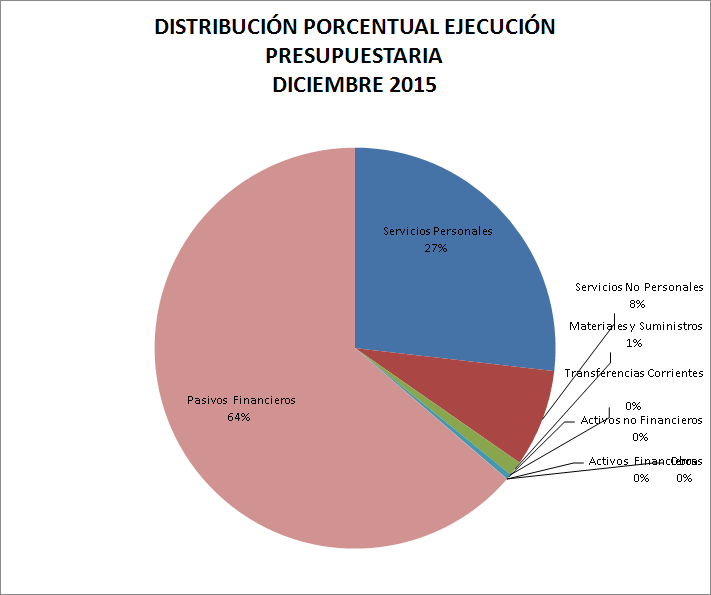 DISTRIBUCIÓN PORCENTUAL EJECUCIÓN
PRESUPUESTARIA
DICIEMBRE 2015
Servicios Personales
27%
Servicios No Personales
8%
Materiales y Suministros
1%
Transferencias Corrientes
0%
Activos no Financieros
0%
Activos Financieros
0%
Obras
0%
Pasivos Financieros
64%